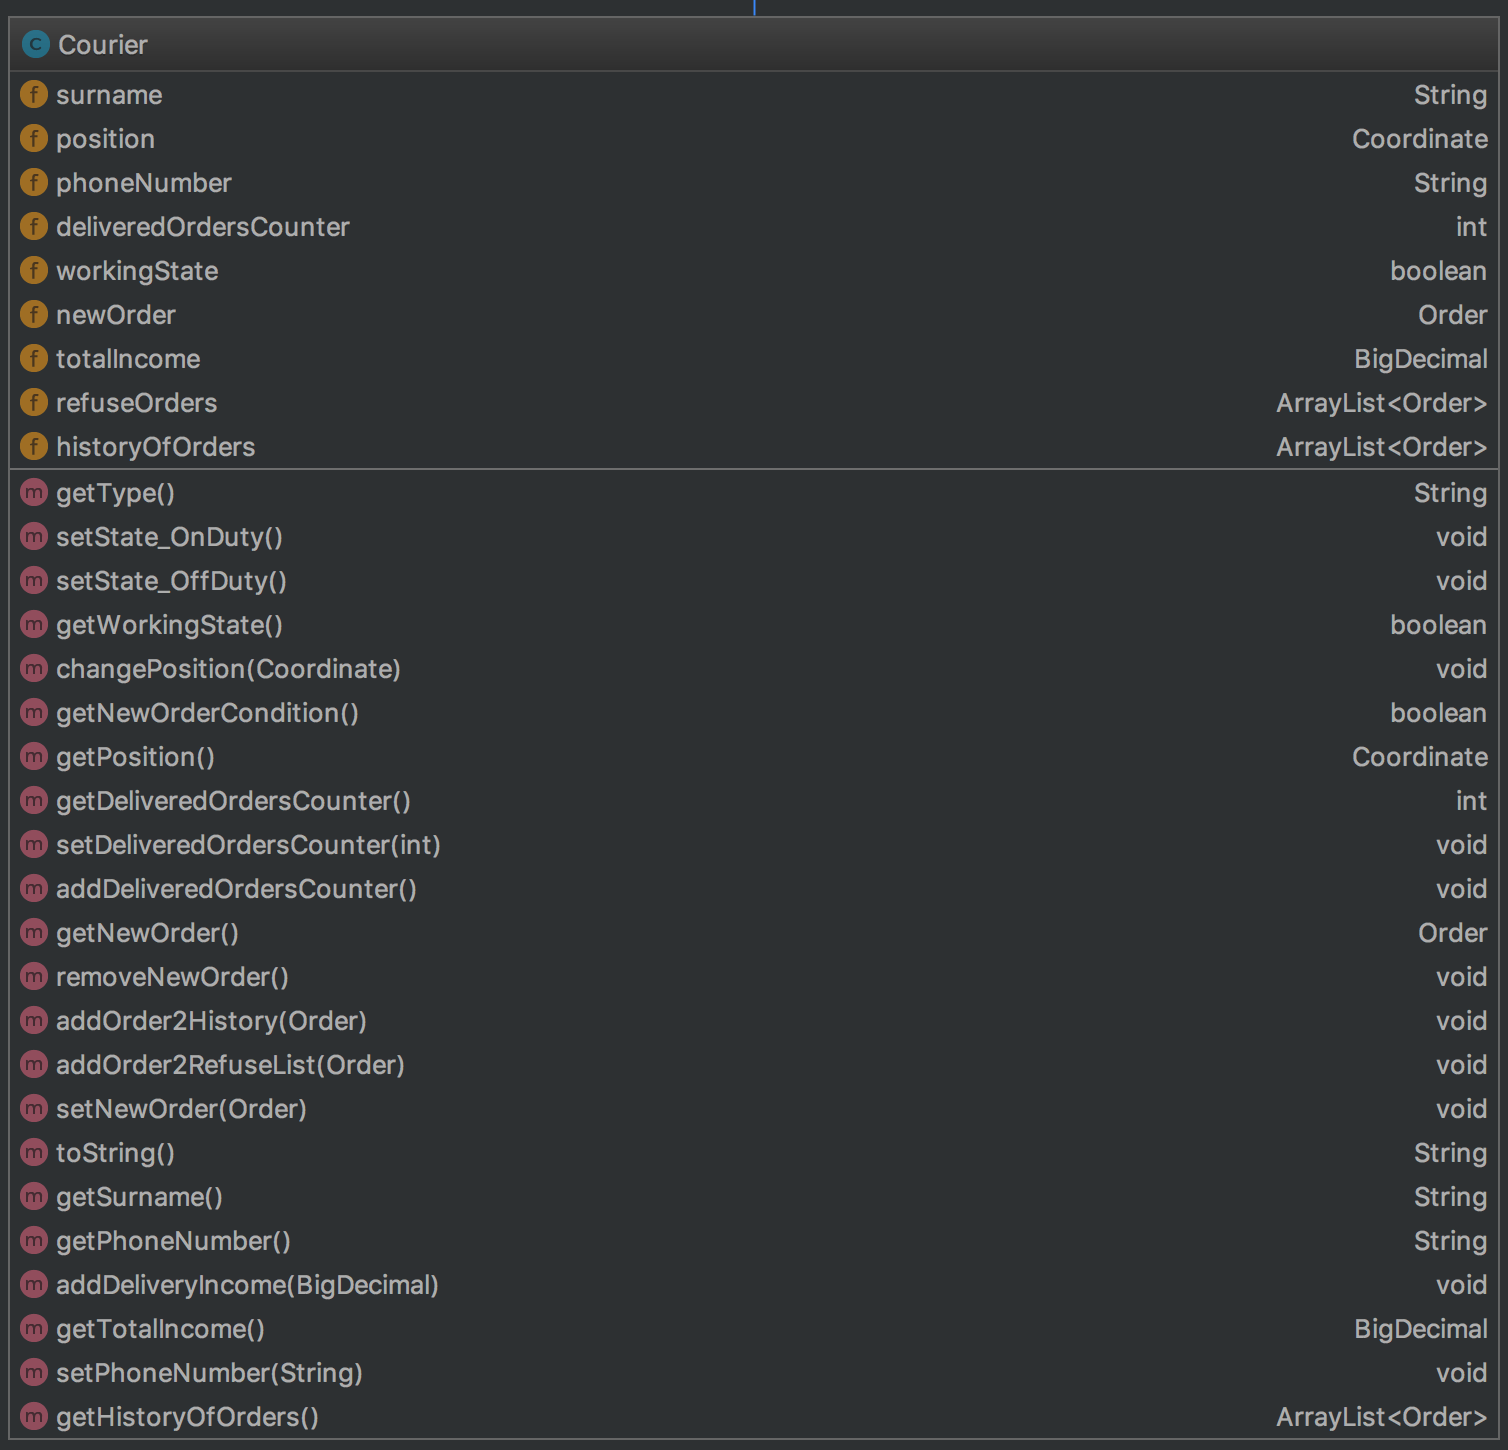 C Courier
f surname String
f position Coordinate
f phoneNumber String
f deliveredOrdersCounter int
f workingState boolean
f newOrder Order
f totalIncome BigDecimal
f refuseOrders ArrayList<Order>
f historyOfOrders ArrayList<Order>
m getType() String
m setState_OnDuty() void
m setState_OffDuty() void
m getWorkingState() boolean
m changePosition(Coordinate) void
m getNewOrderCondition() boolean
m getPosition() Coordinate
m getDeliveredOrdersCounter() int
m setDeliveredOrdersCounter(int) void
m addDeliveredOrdersCounter() void
m getNewOrder() Order
m removeNewOrder() void
m addOrder2History(Order) void
m addOrder2RefuseList(Order) void
m setNewOrder(Order) void
m toString() String
m getSurname() String
m getPhoneNumber() String
m addDeliveryIncome(BigDecimal) void
m getTotalIncome() BigDecimal
m setPhoneNumber(String) void
m getHistoryOfOrders() ArrayList<Order>